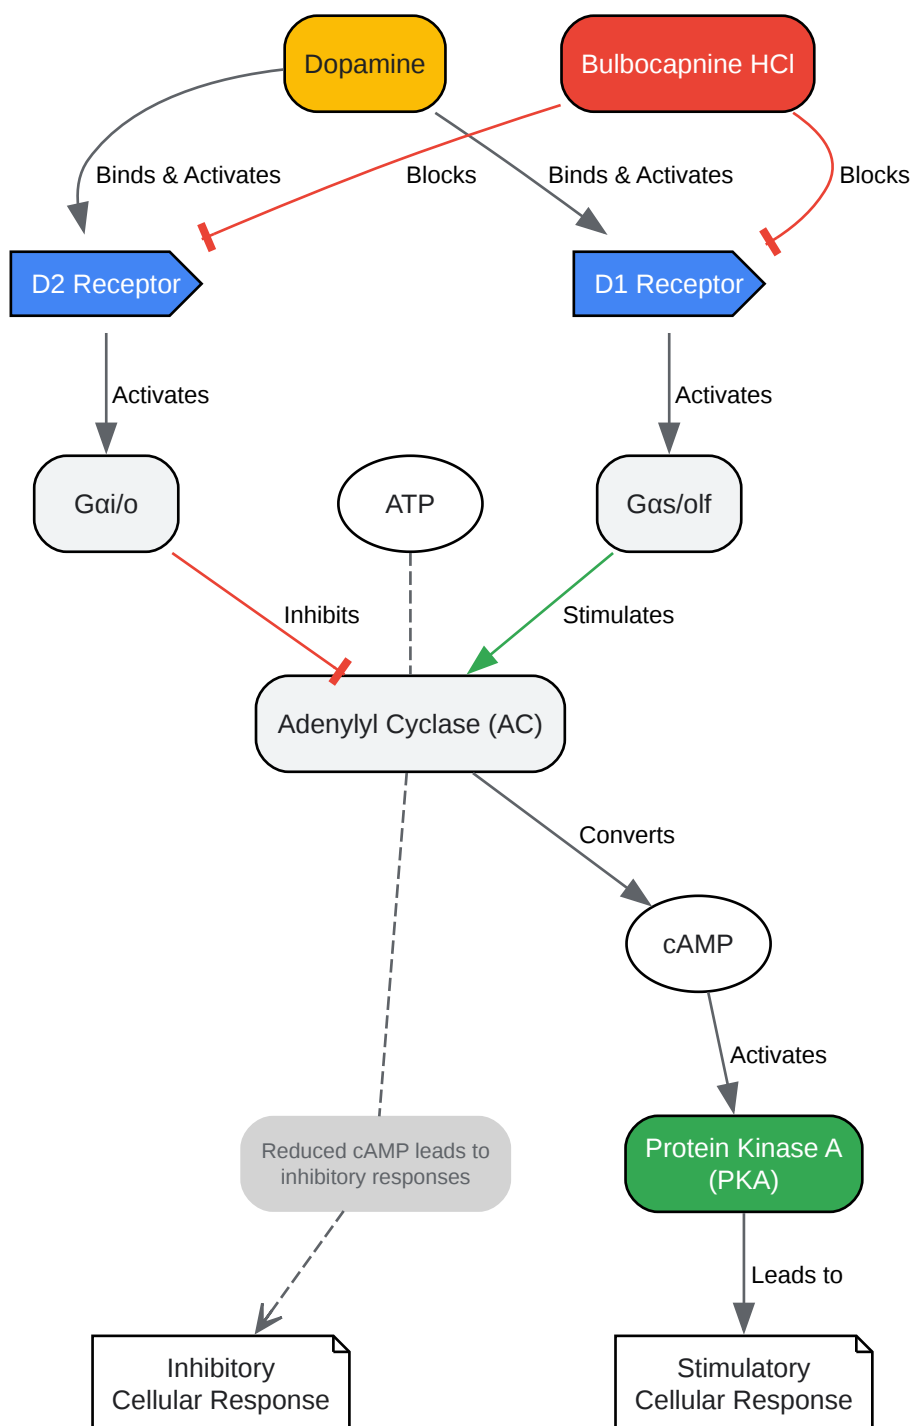 Dopamine
Bulbocapnine HCl
Binds & Activates
Blocks
Binds & Activates
Blocks
D2 Receptor
D1 Receptor
Activates
Activates
Gαi/o
ATP
Gαs/olf
Inhibits
Stimulates
Adenylyl Cyclase (AC)
Converts
cAMP
Activates
Reduced cAMP leads to
inhibitory responses
Protein Kinase A
(PKA)
Leads to
Inhibitory
Cellular Response
Stimulatory
Cellular Response